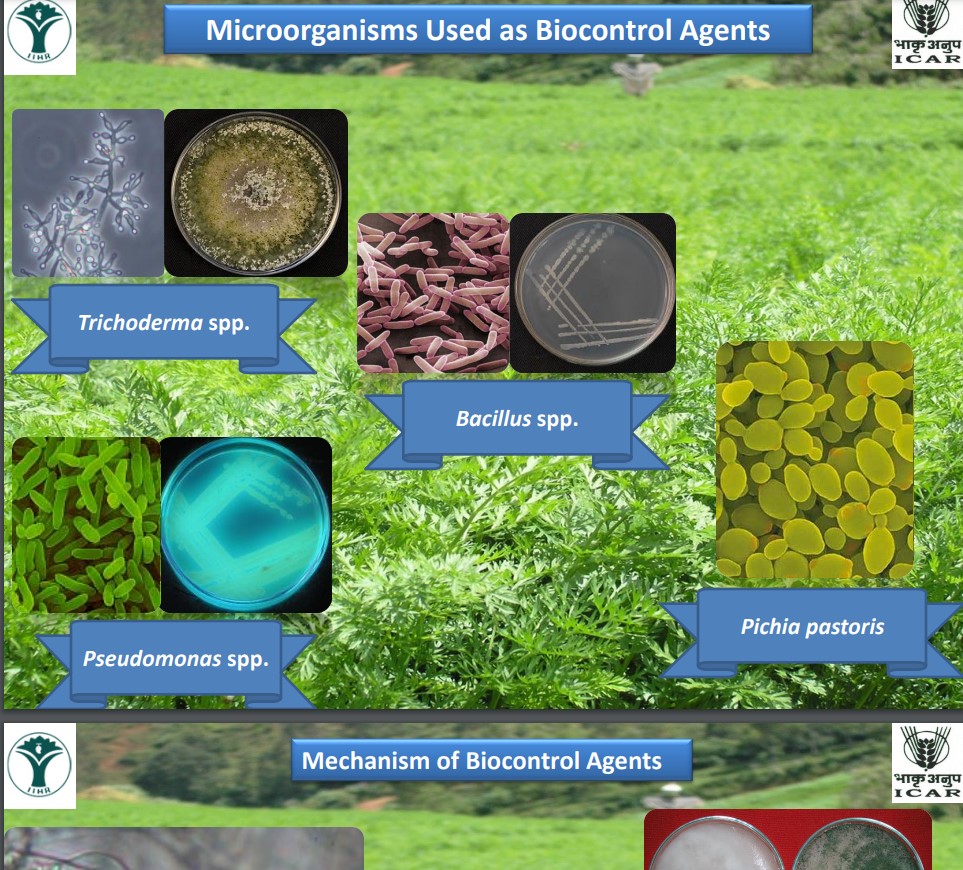 Microorganisms Used as Biocontrol Agents
IIHR
भाकृअनुप
ICAR
Trichoderma spp.
Bacillus spp.
Pseudomonas spp.
Pichia pastoris
IIHR
Mechanism of Biocontrol Agents
भाकृअनुप
ICAR